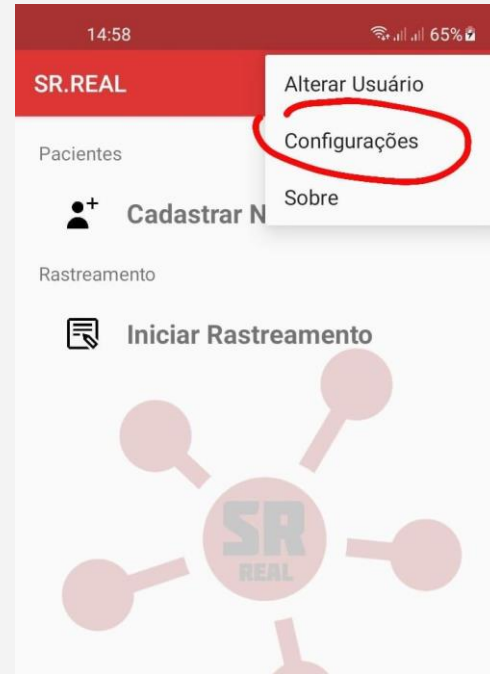 14:58
65%
SR.REAL
Alterar Usuário
Configurações
Sobre
Pacientes
Cadastrar N
Rastreamento
Iniciar Rastreamento
SR
REAL